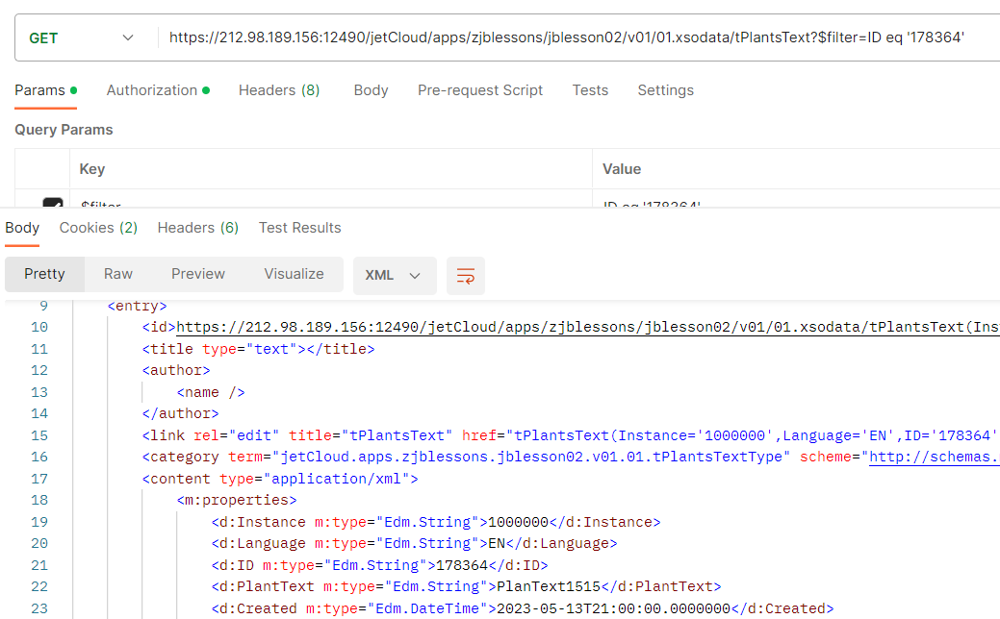 GET https://212.98.189.156:12490/jetCloud/apps/zjblessons/jblesson02/v01/01.xsodata/tPlantsText?$filter=ID eq '178364'
Params Authorization Headers (8) Body Pre-request Script Tests Settings
Query Params
Key Value
$filter ID eq '178364'
Body Cookies (2) Headers (6) Test Results
Pretty Raw Preview Visualize XML
9 <entry>
10 <id>https://212.98.189.156:12490/jetCloud/apps/zjblessons/jblesson02/v01/01.xsodata/tPlantsText(Ins
11 <title type="text"></title>
12 <author>
13 <name />
14 </author>
15 <link rel="edit" title="tPlantsText" href="tPlantsText(Instance='1000000',Language='EN',ID='178364'
16 <category term="jetCloud.apps.zjblessons.jblesson02.v01.01.tPlantsTextType" scheme="http://schemas.
17 <content type="application/xml">
18 <m:properties>
19 <d:Instance m:type="Edm.String">1000000</d:Instance>
20 <d:Language m:type="Edm.String">EN</d:Language>
21 <d:ID m:type="Edm.String">178364</d:ID>
22 <d:PlantText m:type="Edm.String">PlanText1515</d:PlantText>
23 <d:Created m:type="Edm.DateTime">2023-05-13T21:00:00.0000000</d:Created>